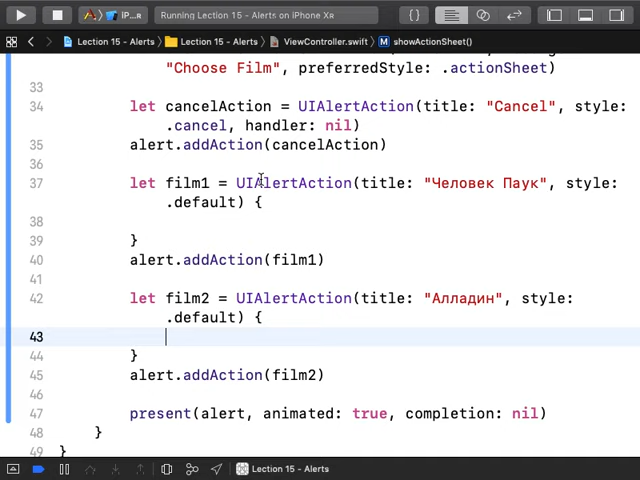 IP...R
Running Lection 15 - Alerts on iPhone Xʀ
Lection 15 - Alerts
Lection 15 - Alerts
ViewController.swift
M
showActionSheet()
"Choose Film", preferredStyle: .actionSheet)
33
34 let cancelAction = UIAlertAction(title: "Cancel", style:
.cancel, handler: nil)
35 alert.addAction(cancelAction)
36
37 let film1 = UIAlertAction(title: "Человек Паук", style:
.default) {
38
39 }
40 alert.addAction(film1)
41
42 let film2 = UIAlertAction(title: "Алладин", style:
.default) {
43
44 }
45 alert.addAction(film2)
46
47 present(alert, animated: true, completion: nil)
48 }
49 }
Lection 15 - Alerts